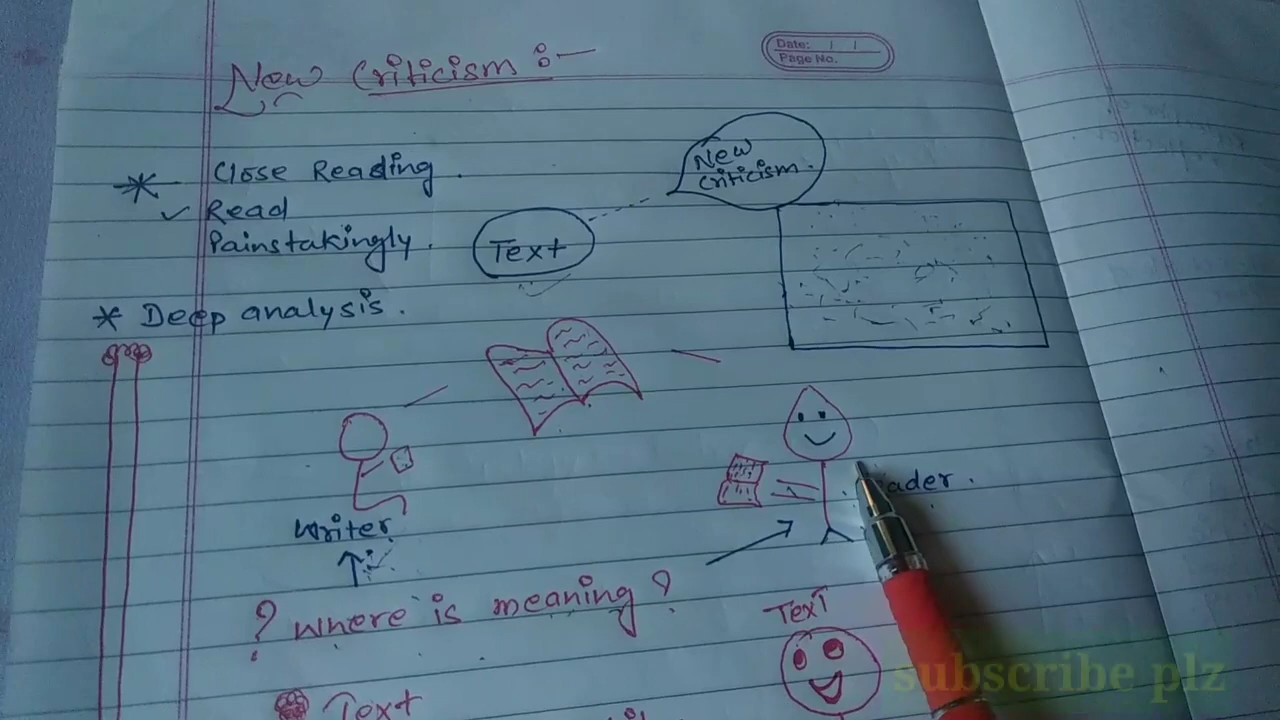 New Criticism :-
Date: / /
Page No.
* Close Reading .
✓ Read
Painstakingly .
New
Criticism .
Text
* Deep analysis .
Writer
ader .
? Where is meaning ?
Text
Text
subscribe plz